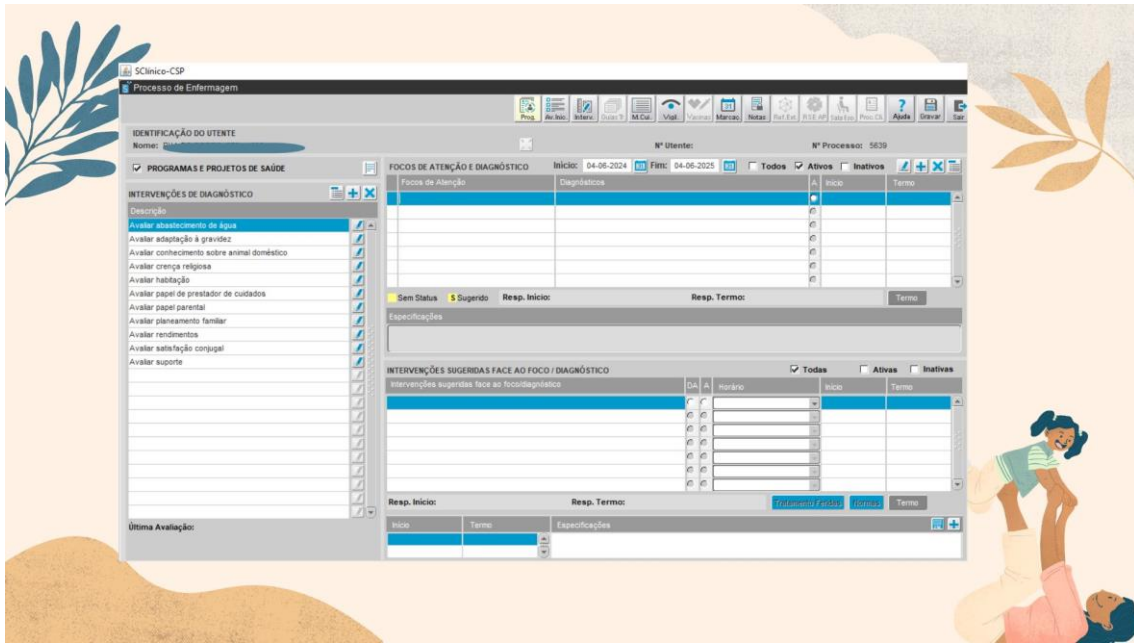 SClínico-CSP
Processo de Enfermagem
Prog. Av.Inic. Interv. M.Cui. Vigil. Vacinas Marcaç. Notas Ref.Ext. Ajuda Gravar Sair
IDENTIFICAÇÃO DO UTENTE
Nome: Nº Utente: Nº Processo: 5639
PROGRAMAS E PROJETOS DE SAÚDE
INTERVENÇÕES DE DIAGNÓSTICO
Descrição
Avaliar abastecimento de água
Avaliar adaptação à gravidez
Avaliar conhecimento sobre animal doméstico
Avaliar crença religiosa
Avaliar habitação
Avaliar papel de prestador de cuidados
Avaliar papel parental
Avaliar planeamento familiar
Avaliar rendimentos
Avaliar satisfação conjugal
Avaliar suporte
Última Avaliação:
FOCOS DE ATENÇÃO E DIAGNÓSTICO Início: 04-06-2024 Fim: 04-06-2025 Todos Ativos Inativos
Focos de Atenção Diagnósticos A Início Termo
Sem Status S Sugerido Resp. Início: Resp. Termo: Termo
Especificações
INTERVENÇÕES SUGERIDAS FACE AO FOCO / DIAGNÓSTICO Todas Ativas Inativas
Intervenções sugeridas face ao foco/diagnóstico DA A Horário Início Termo
Resp. Início: Resp. Termo: Tratamento Feridas Normas Termo
Início Termo Especificações